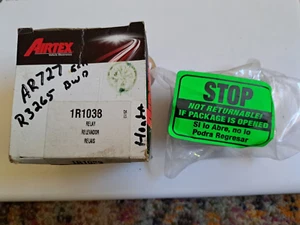 AIRTEX
AR727
R3265 BWD
1R1038
RELAY
RELEVADOR
RELAIS
STOP
NOT RETURNABLE!
IF PACKAGE IS OPENED
Si lo Abre, no lo
Podra Regresar